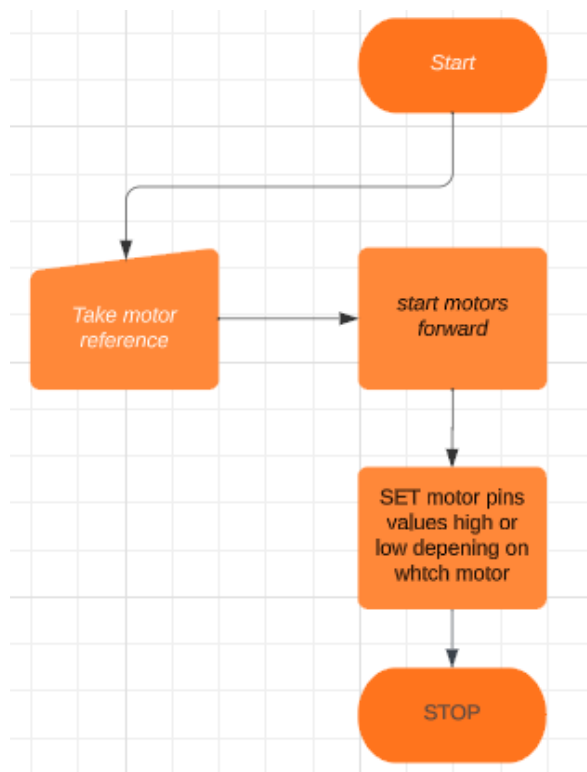 Start
Take motor
reference
start motors
forward
SET motor pins
values high or
low depening on
whtch motor
STOP